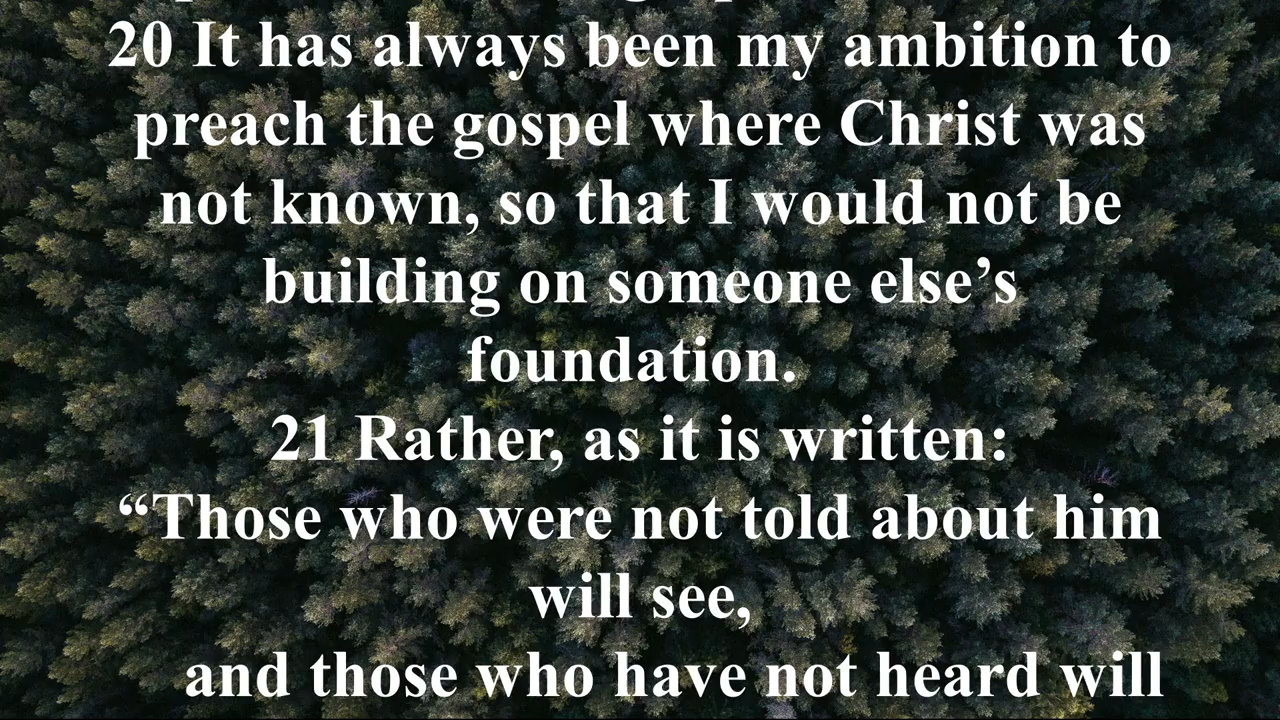 20 It has always been my ambition to
preach the gospel where Christ was
not known, so that I would not be
building on someone else’s
foundation.
21 Rather, as it is written:
“Those who were not told about him
will see,
and those who have not heard will